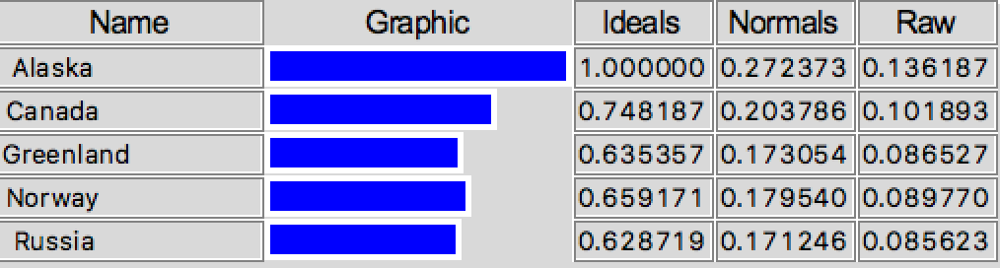 Name Graphic Ideals Normals Raw
Alaska 1.000000 0.272373 0.136187
Canada 0.748187 0.203786 0.101893
Greenland 0.635357 0.173054 0.086527
Norway 0.659171 0.179540 0.089770
Russia 0.628719 0.171246 0.085623